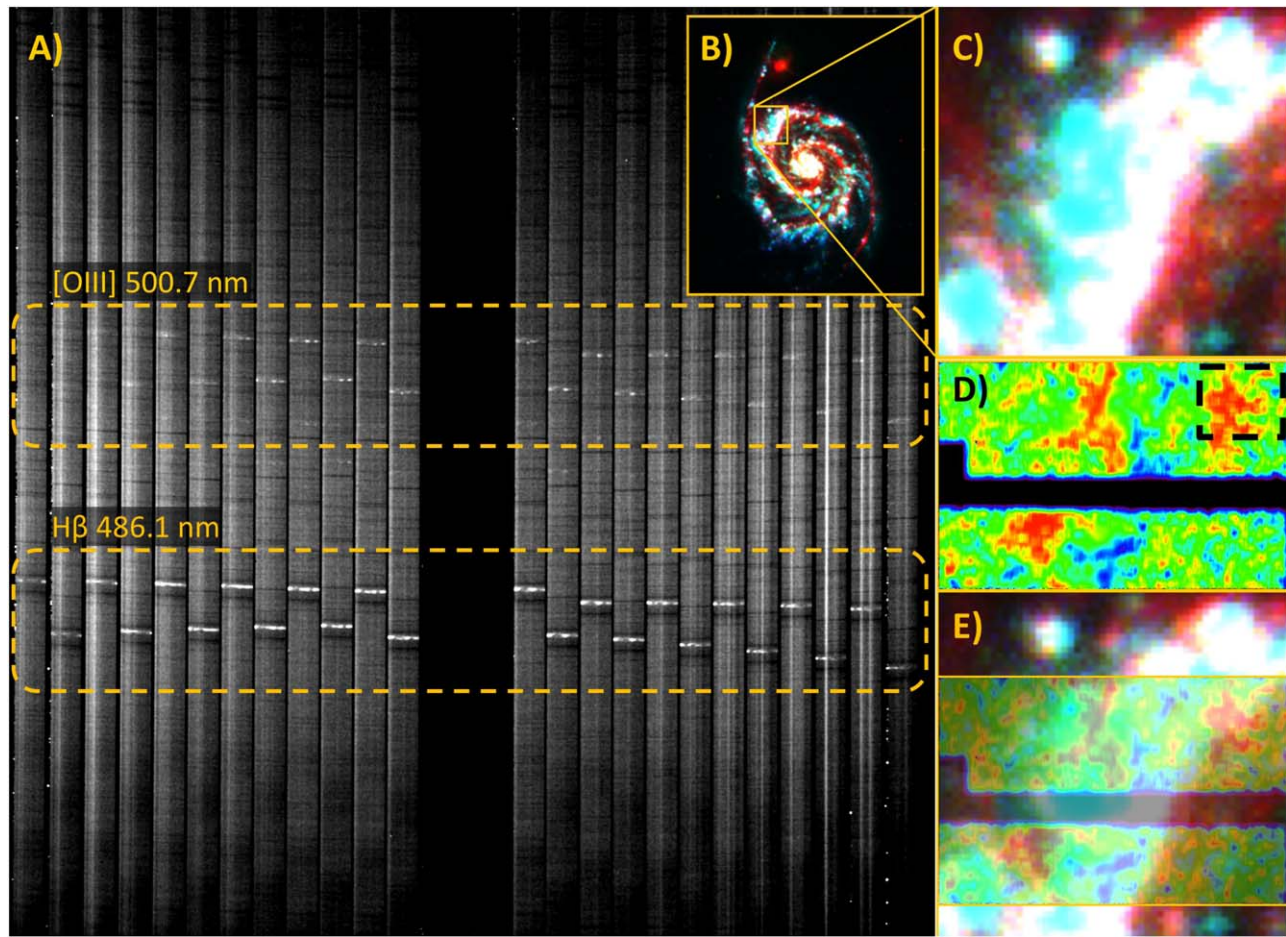 A)
B)
C)
[OIII] 500.7 nm
D)
Hβ 486.1 nm
E)